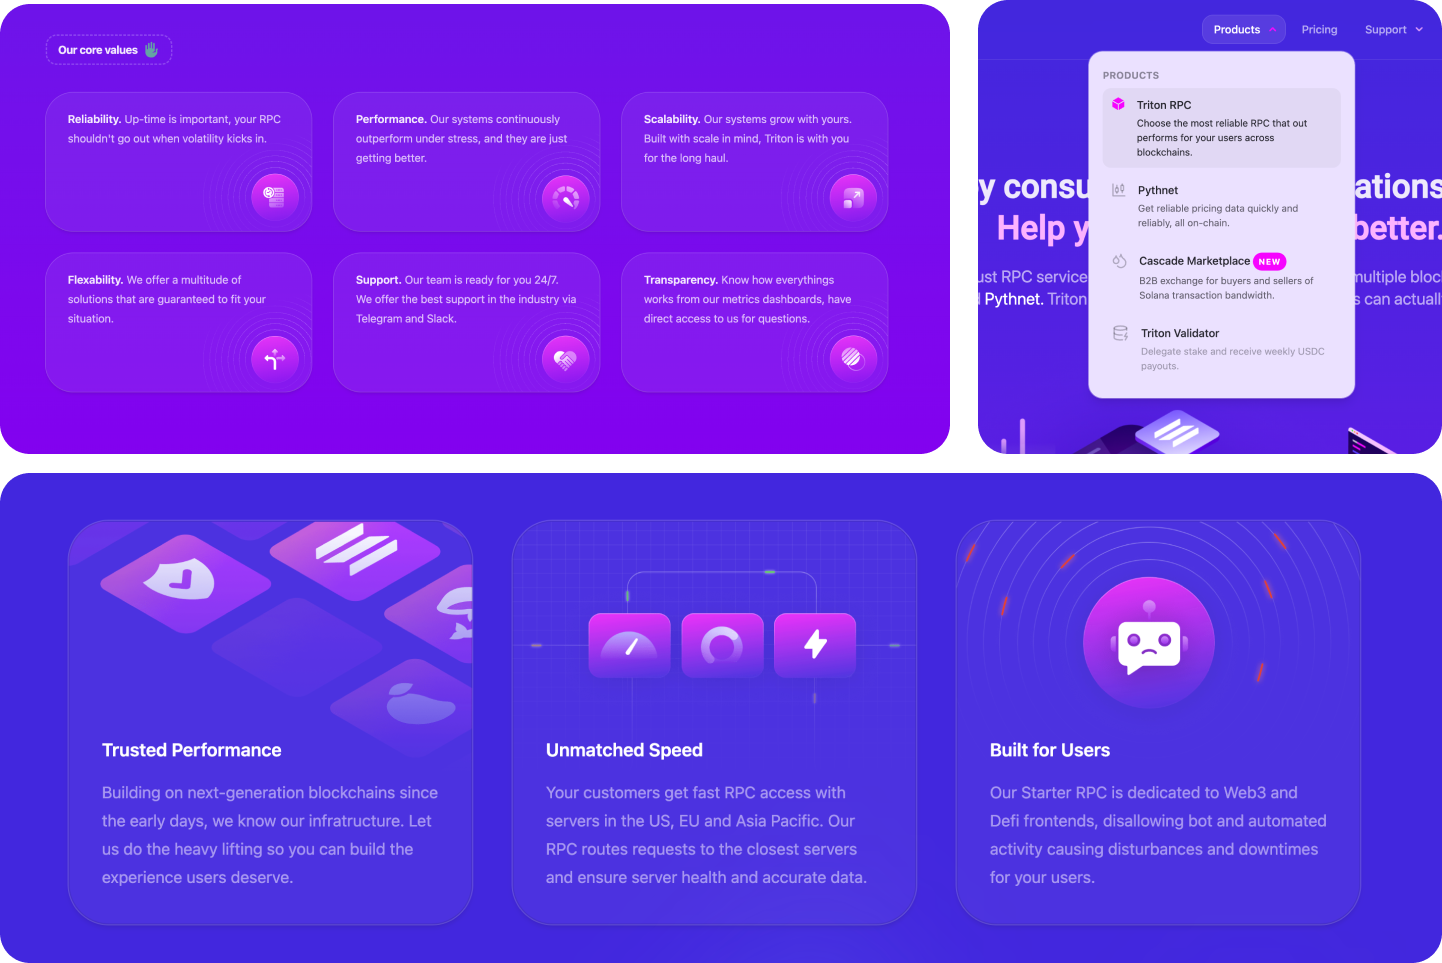 Our core values
Reliability. Up-time is important, your RPC
shouldn't go out when volatility kicks in.
Performance. Our systems continuously
outperform under stress, and they are just
getting better.
Scalability. Our systems grow with yours.
Built with scale in mind, Triton is with you
for the long haul.
Flexability. We offer a multitude of
solutions that are guaranteed to fit your
situation.
Support. Our team is ready for you 24/7.
We offer the best support in the industry via
Telegram and Slack.
Transparency. Know how everythings
works from our metrics dashboards, have
direct access to us for questions.
Products
Pricing
Support
PRODUCTS
Triton RPC
Choose the most reliable RPC that out
performs for your users across
blockchains.
Pythnet
Get reliable pricing data quickly and
reliably, all on-chain.
Cascade Marketplace NEW
B2B exchange for buyers and sellers of
Solana transaction bandwidth.
Triton Validator
Delegate stake and receive weekly USDC
payouts.
y consu ations
Help y better.
ust RPC service multiple bloc
Pythnet. Triton s can actuall
Trusted Performance
Building on next-generation blockchains since
the early days, we know our infratructure. Let
us do the heavy lifting so you can build the
experience users deserve.
Unmatched Speed
Your customers get fast RPC access with
servers in the US, EU and Asia Pacific. Our
RPC routes requests to the closest servers
and ensure server health and accurate data.
Built for Users
Our Starter RPC is dedicated to Web3 and
Defi frontends, disallowing bot and automated
activity causing disturbances and downtimes
for your users.